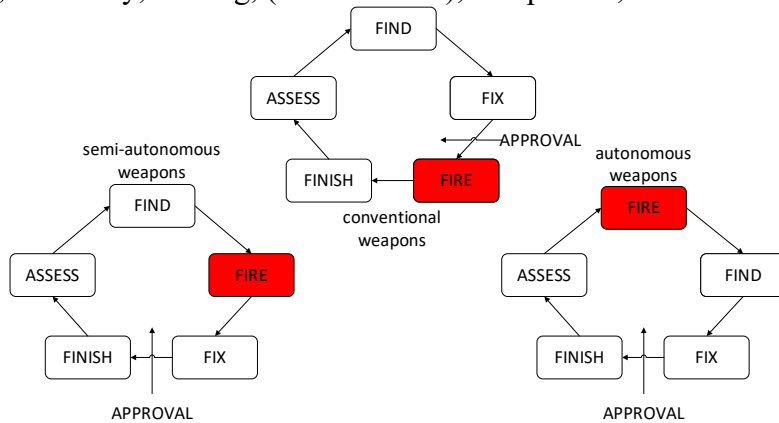 FIND
ASSESS
FIX
APPROVAL
FINISH
FIRE
conventional
weapons
semi-autonomous
weapons
FIND
ASSESS
FIRE
FINISH
FIX
APPROVAL
autonomous
weapons
FIRE
ASSESS
FIND
FINISH
FIX
APPROVAL